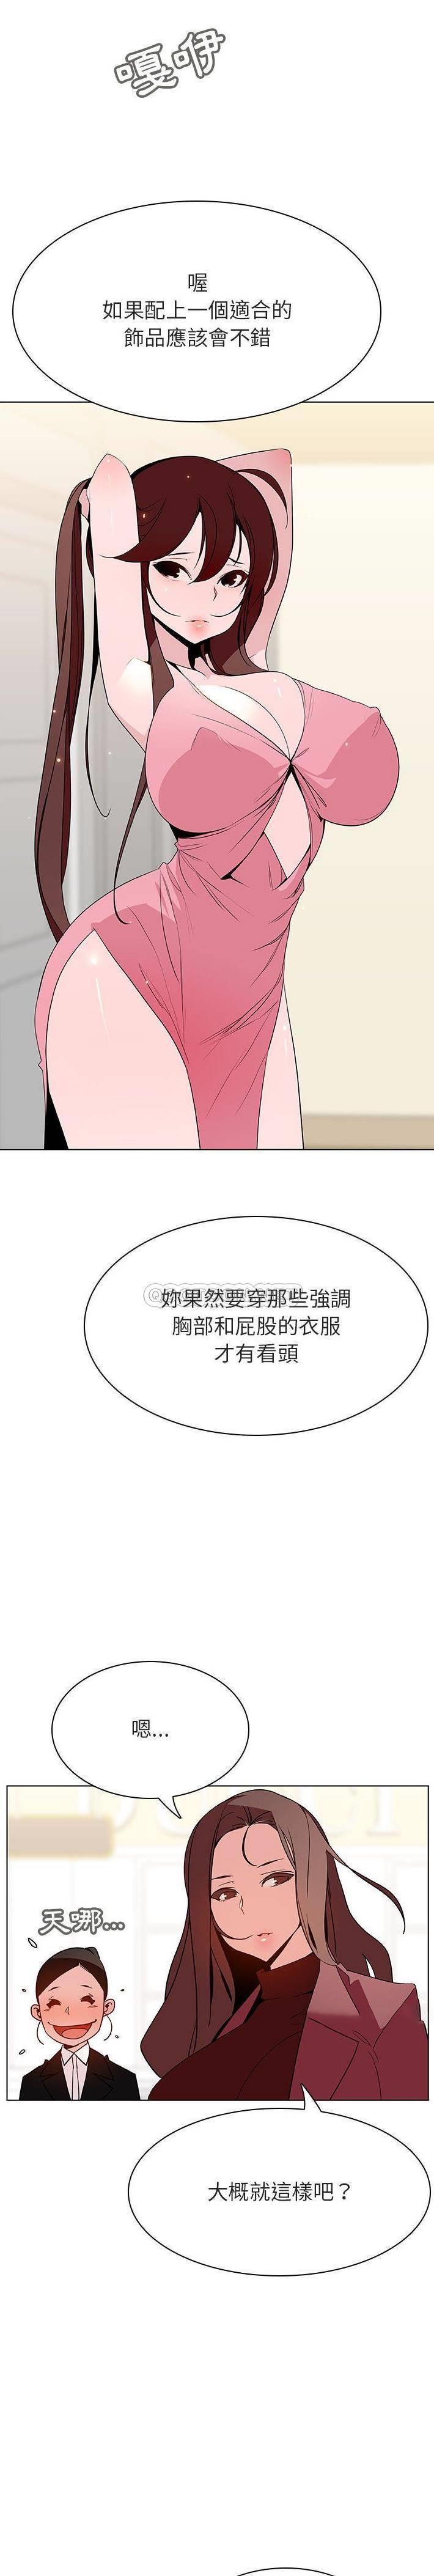 嘎咿
喔
如果配上一個適合的
飾品應該會不錯
妳果然要穿那些強調
胸部和屁股的衣服
才有看頭
嗯...
天哪...
大概就這樣吧？